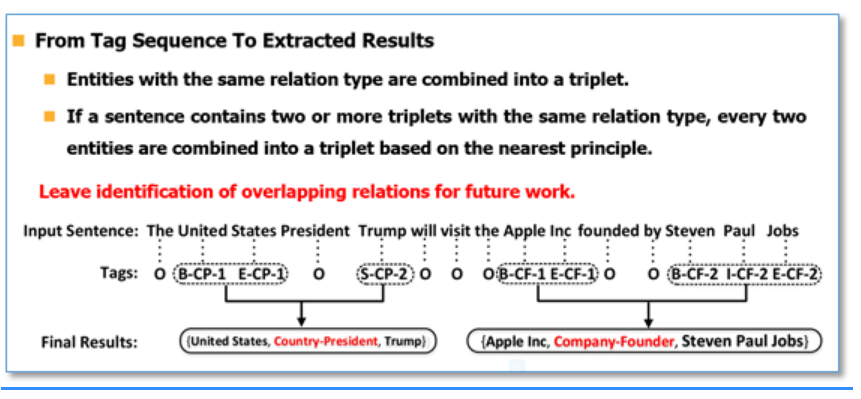 From Tag Sequence To Extracted Results
Entities with the same relation type are combined into a triplet.
If a sentence contains two or more triplets with the same relation type, every two
entities are combined into a triplet based on the nearest principle.
Leave identification of overlapping relations for future work.
Input Sentence: The United States President Trump will visit the Apple Inc founded by Steven Paul Jobs
Tags: O B-CP-1 E-CP-1 O S-CP-2 O O O B-CF-1 E-CF-1 O O B-CF-2 I-CF-2 E-CF-2
Final Results: {United States, Country-President, Trump} {Apple Inc, Company-Founder, Steven Paul Jobs}